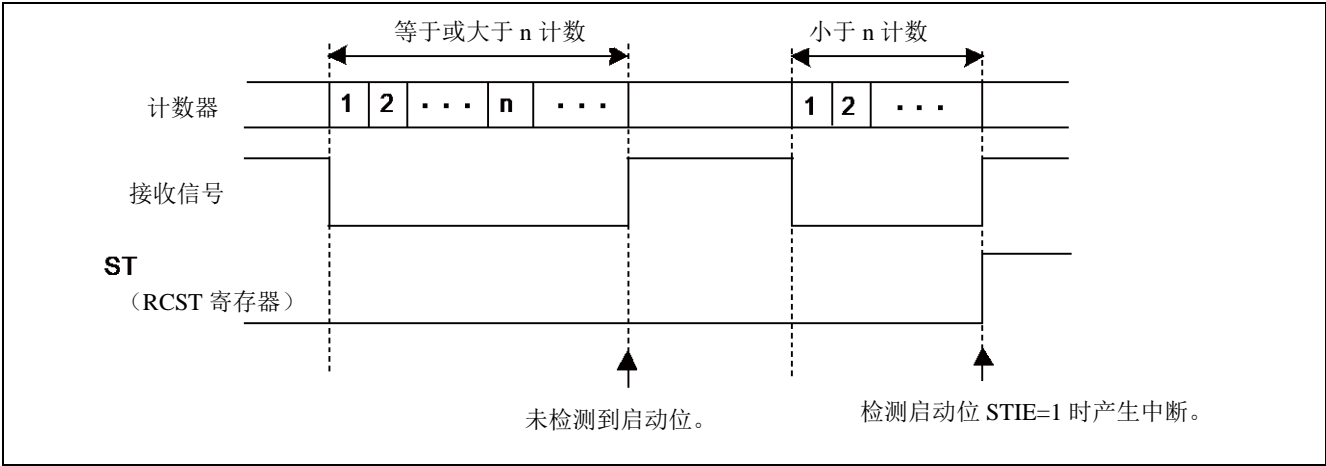 等于或大于 n 计数
小于 n 计数
计数器
1 2 · · · n · · ·
1 2 · · ·
接收信号
ST
（RCST 寄存器）
未检测到启动位。
检测启动位 STIE=1 时产生中断。